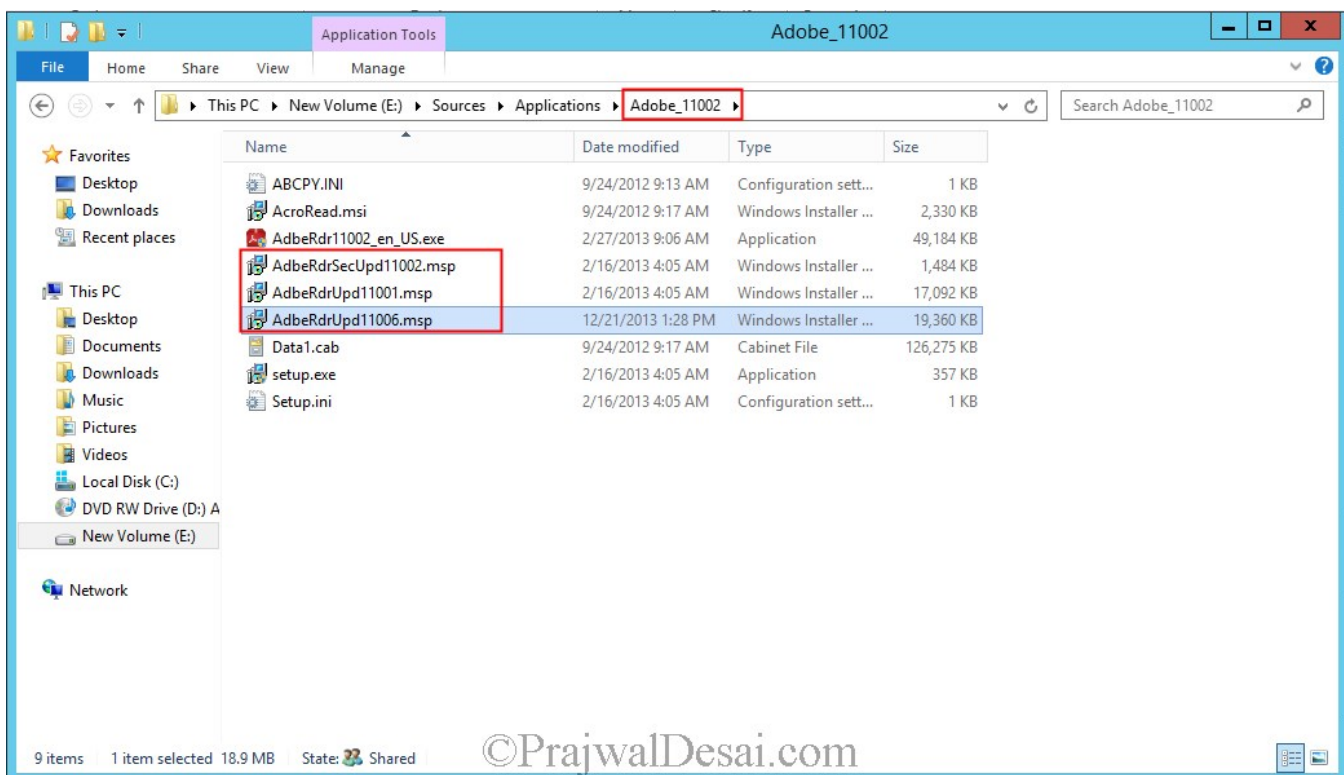 Application Tools
Adobe_11002
File Home Share View Manage
This PC New Volume (E:) Sources Applications Adobe_11002
Search Adobe_11002
Favorites
Desktop
Downloads
Recent places
This PC
Desktop
Documents
Downloads
Music
Pictures
Videos
Local Disk (C:)
DVD RW Drive (D:) A
New Volume (E:)
Network
Name Date modified Type Size
ABCPY.INI 9/24/2012 9:13 AM Configuration sett... 1 KB
AcroRead.msi 9/24/2012 9:17 AM Windows Installer ... 2,330 KB
AdbeRdr11002_en_US.exe 2/27/2013 9:06 AM Application 49,184 KB
AdbeRdrSecUpd11002.msp 2/16/2013 4:05 AM Windows Installer ... 1,484 KB
AdbeRdrUpd11001.msp 2/16/2013 4:05 AM Windows Installer ... 17,092 KB
AdbeRdrUpd11006.msp 12/21/2013 1:28 PM Windows Installer ... 19,360 KB
Data1.cab 9/24/2012 9:17 AM Cabinet File 126,275 KB
setup.exe 2/16/2013 4:05 AM Application 357 KB
Setup.ini 2/16/2013 4:05 AM Configuration sett... 1 KB
9 items 1 item selected 18.9 MB State: Shared
©PrajwalDesai.com